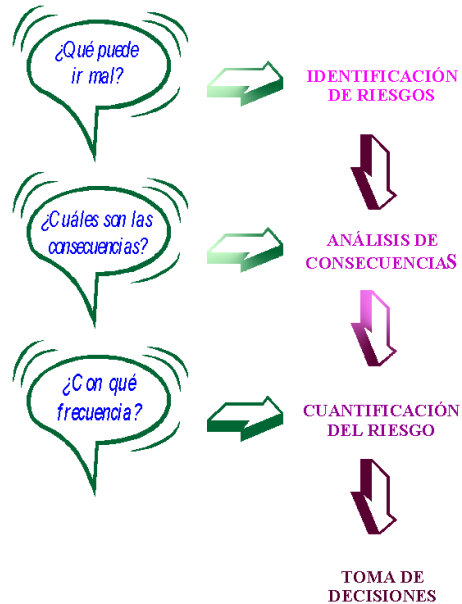 ¿Qué puede
ir mal?
IDENTIFICACIÓN
DE RIESGOS
¿Cuáles son las
consecuencias?
ANÁLISIS DE
CONSECUENCIAS
¿Con qué
frecuencia?
CUANTIFICACIÓN
DEL RIESGO
TOMA DE
DECISIONES